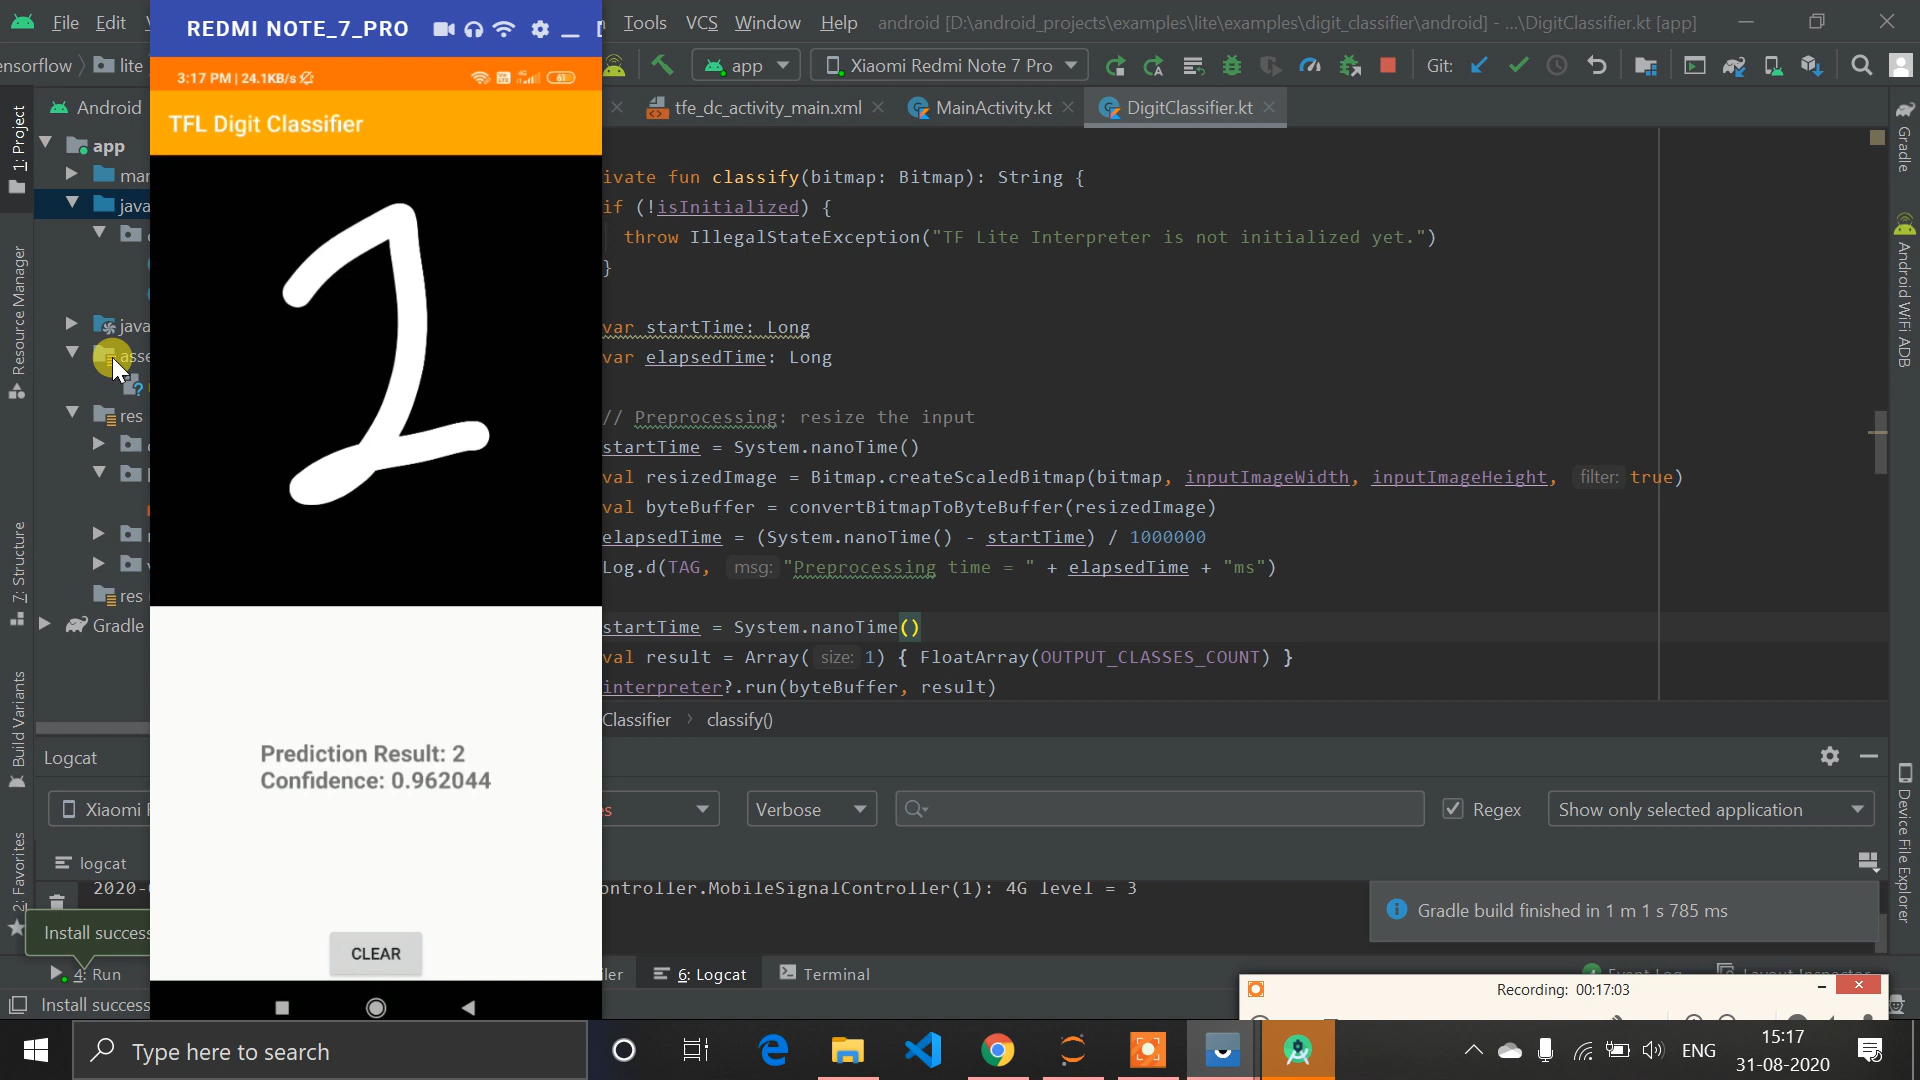 File Edit
REDMI NOTE_7_PRO
Tools VCS Window Help android [D:\android_projects\examples\lite\examples\digit_classifier\android] - ...\DigitClassifier.kt [app]
ensorflow lite
app Xiaomi Redmi Note 7 Pro Git:
3:17 PM | 24.1KB/s 61
Android
TFL Digit Classifier
tfe_dc_activity_main.xml MainActivity.kt DigitClassifier.kt
1: Project
Resource Manager
7: Structure
Build Variants
2: Favorites
app
java
java
res
res
Gradle
2
ivate fun classify(bitmap: Bitmap): String {
if (!isInitialized) {
throw IllegalStateException("TF Lite Interpreter is not initialized yet.")
}
var startTime: Long
var elapsedTime: Long
// Preprocessing: resize the input
startTime = System.nanoTime()
val resizedImage = Bitmap.createScaledBitmap(bitmap, inputImageWidth, inputImageHeight, filter: true)
val byteBuffer = convertBitmapToByteBuffer(resizedImage)
elapsedTime = (System.nanoTime() - startTime) / 1000000
Log.d(TAG, msg: "Preprocessing time = " + elapsedTime + "ms")
startTime = System.nanoTime()
val result = Array( size: 1) { FloatArray(OUTPUT_CLASSES_COUNT) }
interpreter?.run(byteBuffer, result)
Classifier › classify()
Gradle
Android WiFi ADB
Device File Explorer
Logcat
Prediction Result: 2
Confidence: 0.962044
CLEAR
Xiaomi Verbose Regex Show only selected application
logcat
2020- ontroller.MobileSignalController(1): 4G level = 3
Gradle build finished in 1 m 1 s 785 ms
Install success
4: Run ler 6: Logcat Terminal
Install success
Recording: 00:17:03
Type here to search
ENG
15:17
31-08-2020